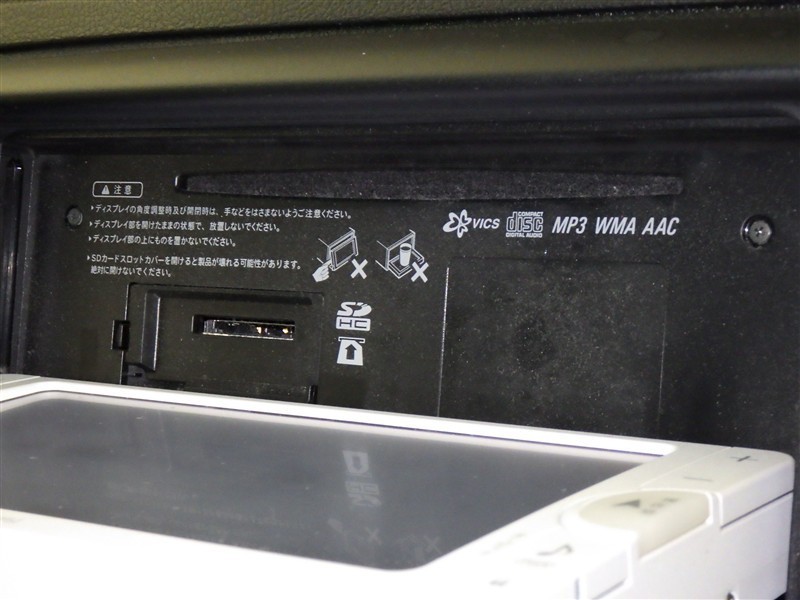 注意
▸ディスプレイの角度調整時及び開閉時は、手などをはさまないようご注意ください。
▸ディスプレイ部を開けたままの状態で、放置しないでください。
▸ディスプレイ部の上にものを置かないでください。
▸SDカードスロットカバーを開けると製品が壊れる可能性があります。
絶対に開けないでください。
VICS
COMPACT
disc
DIGITAL AUDIO
MP3 WMA AAC
SD
HC